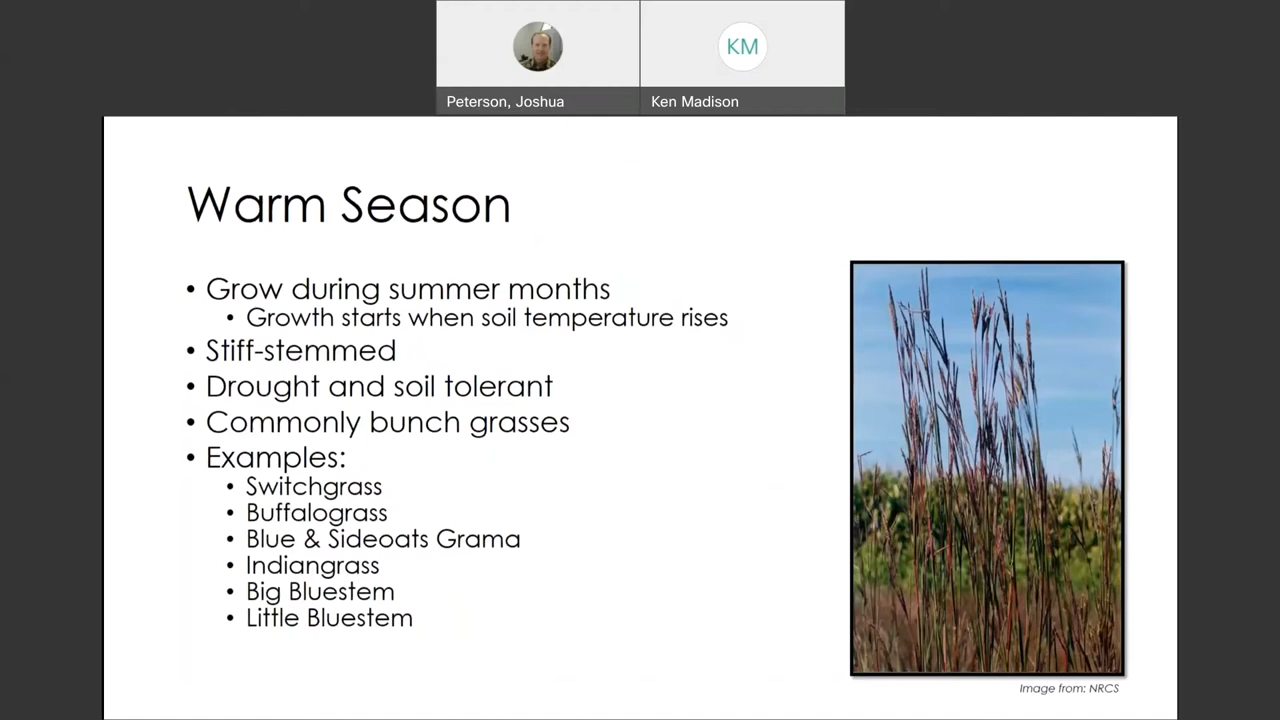 KM
Peterson, Joshua
Ken Madison
Warm Season
• Grow during summer months
• Growth starts when soil temperature rises
• Stiff-stemmed
• Drought and soil tolerant
• Commonly bunch grasses
• Examples:
• Switchgrass
• Buffalograss
• Blue & Sideoats Grama
• Indiangrass
• Big Bluestem
• Little Bluestem
Image from: NRCS